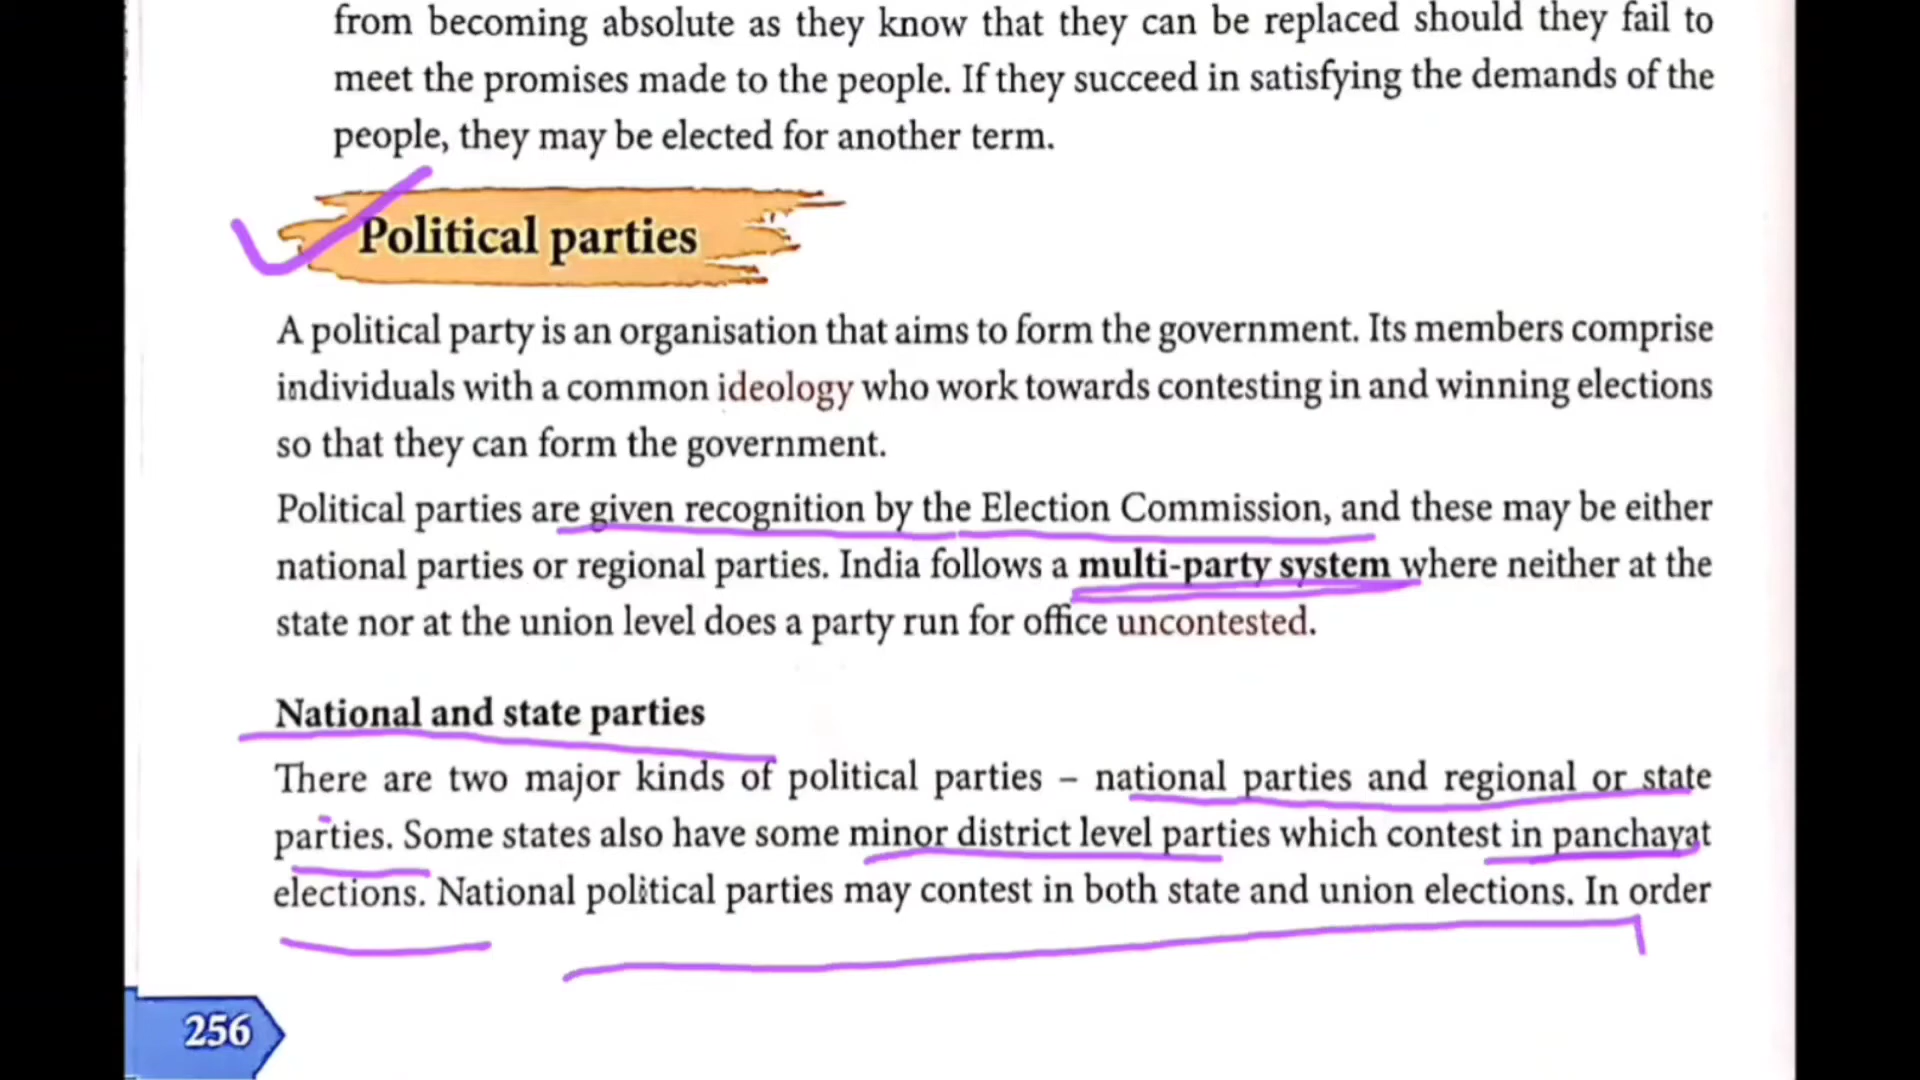 from becoming absolute as they know that they can be replaced should they fail to
meet the promises made to the people. If they succeed in satisfying the demands of the
people, they may be elected for another term.
Political parties
A political party is an organisation that aims to form the government. Its members comprise
individuals with a common ideology who work towards contesting in and winning elections
so that they can form the government.
Political parties are given recognition by the Election Commission, and these may be either
national parties or regional parties. India follows a multi-party system where neither at the
state nor at the union level does a party run for office uncontested.
National and state parties
There are two major kinds of political parties – national parties and regional or state
parties. Some states also have some minor district level parties which contest in panchayat
elections. National political parties may contest in both state and union elections. In order
256